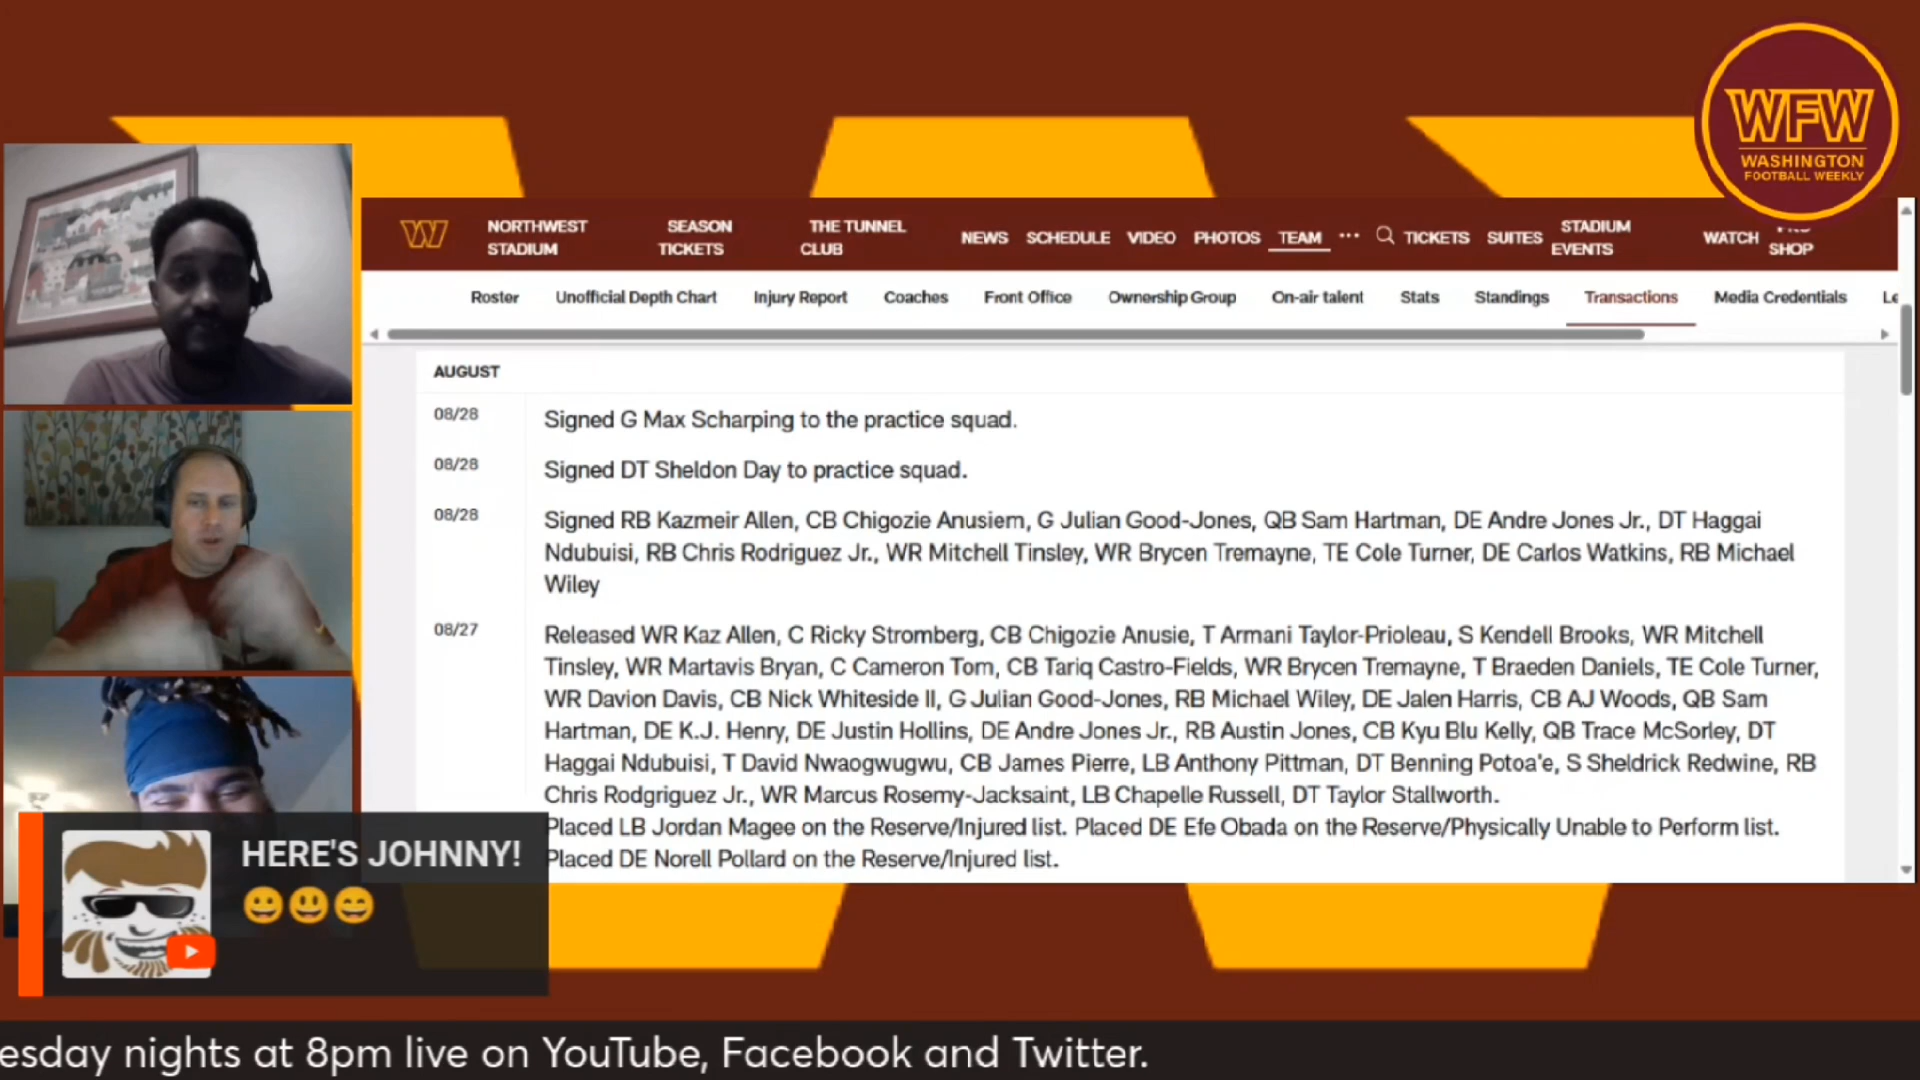 WFW
WASHINGTON
FOOTBALL WEEKLY
W
NORTHWEST
STADIUM
SEASON
TICKETS
THE TUNNEL
CLUB
NEWS SCHEDULE VIDEO PHOTOS TEAM ••• TICKETS SUITES
STADIUM
EVENTS
WATCH
SHOP
Roster Unofficial Depth Chart Injury Report Coaches Front Office Ownership Group On-air talent Stats Standings Transactions Media Credentials Le
AUGUST
08/28 Signed G Max Scharping to the practice squad.
08/28 Signed DT Sheldon Day to practice squad.
08/28 Signed RB Kazmeir Allen, CB Chigozie Anusiem, G Julian Good-Jones, QB Sam Hartman, DE Andre Jones Jr., DT Haggai
Ndubuisi, RB Chris Rodriguez Jr., WR Mitchell Tinsley, WR Brycen Tremayne, TE Cole Turner, DE Carlos Watkins, RB Michael
Wiley
08/27 Released WR Kaz Allen, C Ricky Stromberg, CB Chigozie Anusie, T Armani Taylor-Prioleau, S Kendell Brooks, WR Mitchell
Tinsley, WR Martavis Bryan, C Cameron Tom, CB Tariq Castro-Fields, WR Brycen Tremayne, T Braeden Daniels, TE Cole Turner,
WR Davion Davis, CB Nick Whiteside II, G Julian Good-Jones, RB Michael Wiley, DE Jalen Harris, CB AJ Woods, QB Sam
Hartman, DE K.J. Henry, DE Justin Hollins, DE Andre Jones Jr., RB Austin Jones, CB Kyu Blu Kelly, QB Trace McSorley, DT
Haggai Ndubuisi, T David Nwaogwugwu, CB James Pierre, LB Anthony Pittman, DT Benning Potoa'e, S Sheldrick Redwine, RB
Chris Rodgriguez Jr., WR Marcus Rosemy-Jacksaint, LB Chapelle Russell, DT Taylor Stallworth.
Placed LB Jordan Magee on the Reserve/Injured list. Placed DE Efe Obada on the Reserve/Physically Unable to Perform list.
Placed DE Norell Pollard on the Reserve/Injured list.
HERE'S JOHNNY!
😀😃😄
esday nights at 8pm live on YouTube, Facebook and Twitter.